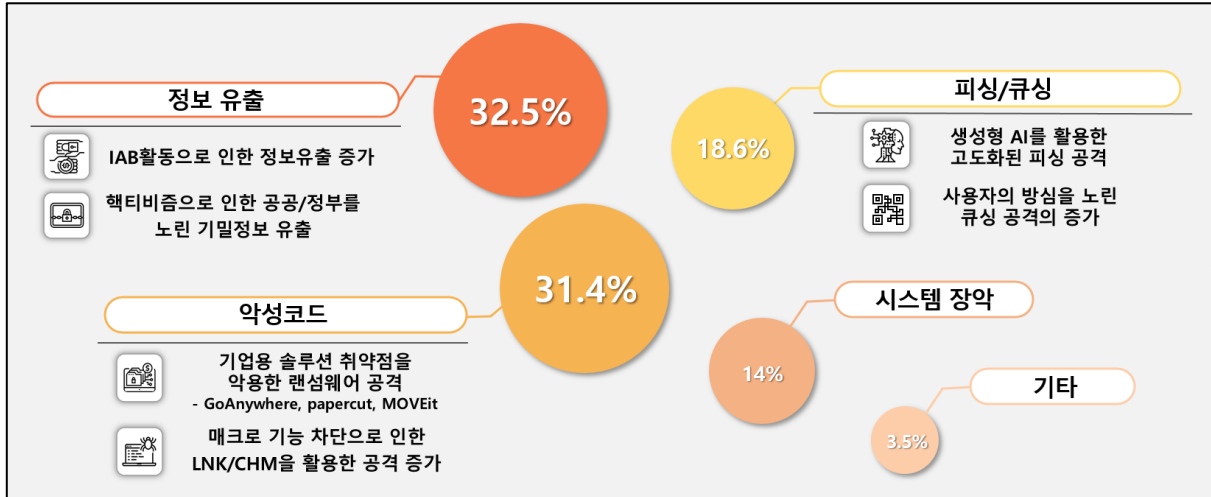 정보 유출
32.5%
IAB활동으로 인한 정보유출 증가
핵티비즘으로 인한 공공/정부를
노린 기밀정보 유출
피싱/큐싱
18.6%
생성형 AI를 활용한
고도화된 피싱 공격
사용자의 방심을 노린
큐싱 공격의 증가
악성코드
31.4%
기업용 솔루션 취약점을
악용한 랜섬웨어 공격
- GoAnywhere, papercut, MOVEit
매크로 기능 차단으로 인한
LNK/CHM을 활용한 공격 증가
시스템 장악
14%
기타
3.5%